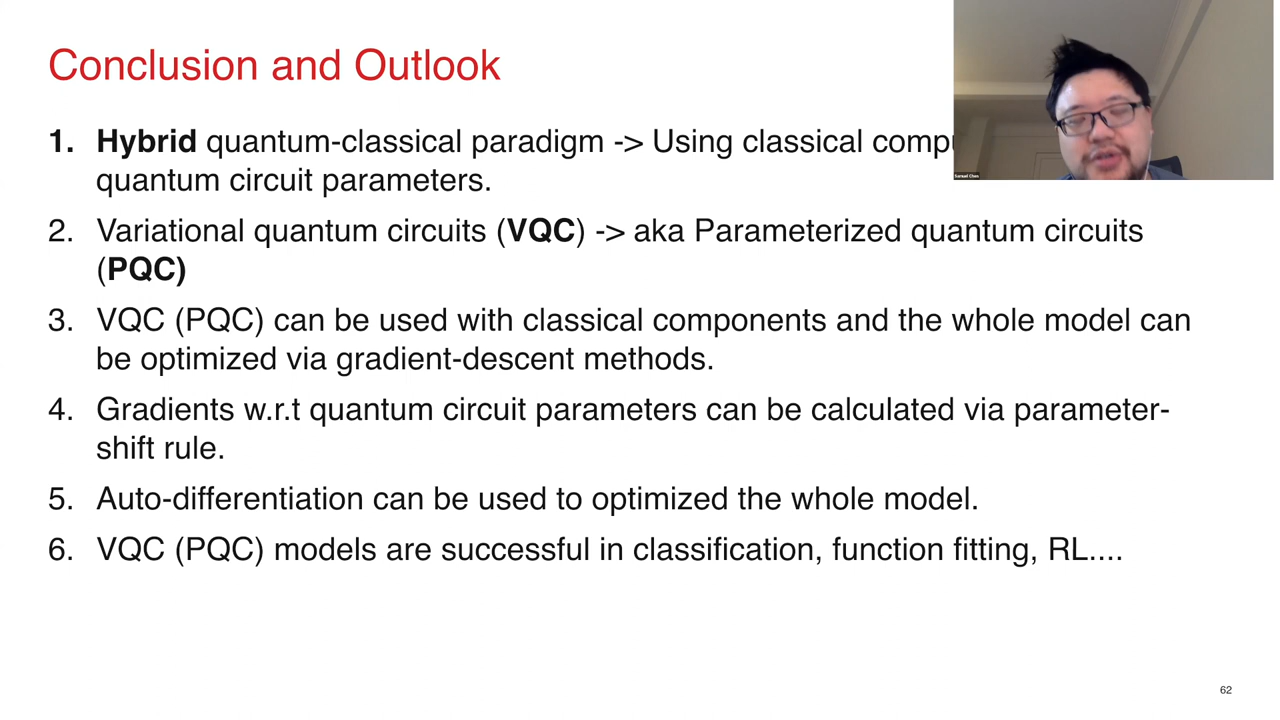 Conclusion and Outlook
1. Hybrid quantum-classical paradigm -> Using classical
quantum circuit parameters.
2. Variational quantum circuits (VQC) -> aka Parameterized quantum circuits
(PQC)
3. VQC (PQC) can be used with classical components and the whole model can
be optimized via gradient-descent methods.
4. Gradients w.r.t quantum circuit parameters can be calculated via parameter-
shift rule.
5. Auto-differentiation can be used to optimized the whole model.
6. VQC (PQC) models are successful in classification, function fitting, RL....
Samuel Chen
62